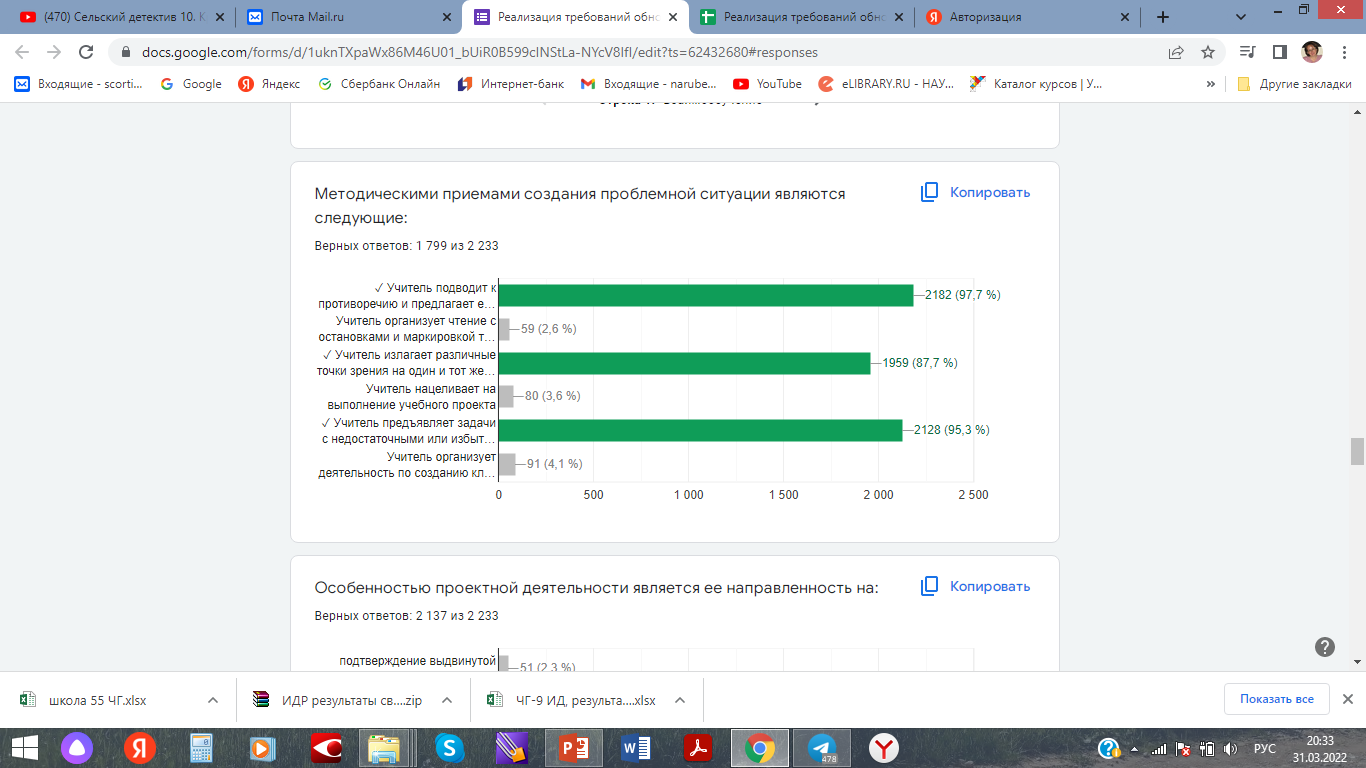 (470) Сельский детектив 10. К
Почта Mail.ru
Реализация требований обно
Реализация требований обно
Авторизация
docs.google.com/forms/d/1uknTXpaWx86M46U01_bUiR0B599cINStLa-NYcV8IfI/edit?ts=62432680#responses
Входящие - scorti...
Google
Яндекс
Сбербанк Онлайн
Интернет-банк
Входящие - narube...
YouTube
eLIBRARY.RU - НАУ...
Каталог курсов | У...
»
Другие закладки
Методическими приемами создания проблемной ситуации являются
следующие:
Копировать
Верных ответов: 1 799 из 2 233
✓ Учитель подводит к
противоречию и предлагает е…
2182 (97,7 %)
Учитель организует чтение с
остановками и маркировкой т…
59 (2,6 %)
✓ Учитель излагает различные
точки зрения на один и тот же…
1959 (87,7 %)
Учитель нацеливает на
выполнение учебного проекта
80 (3,6 %)
✓ Учитель предъявляет задачи
с недостаточными или избыт…
2128 (95,3 %)
Учитель организует
деятельность по созданию кл…
91 (4,1 %)
0 500 1 000 1 500 2 000 2 500
Особенностью проектной деятельности является ее направленность на:
Копировать
Верных ответов: 2 137 из 2 233
подтверждение выдвинутой
51 (2,3 %)
школа 55 ЧГ.xlsx
ИДР результаты св....zip
ЧГ-9 ИД, результа....xlsx
Показать все
478
РУС
20:33
31.03.2022